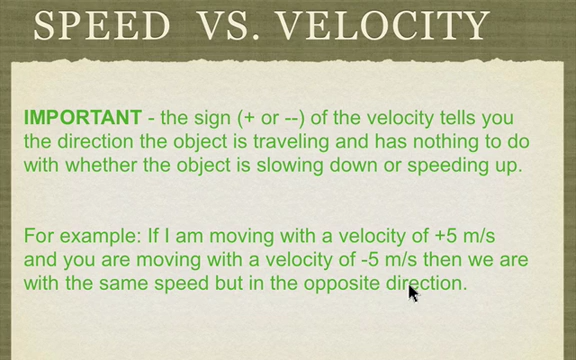 SPEED VS. VELOCITY
IMPORTANT - the sign (+ or --) of the velocity tells you
the direction the object is traveling and has nothing to do
with whether the object is slowing down or speeding up.
For example: If I am moving with a velocity of +5 m/s
and you are moving with a velocity of -5 m/s then we are
with the same speed but in the opposite direction.